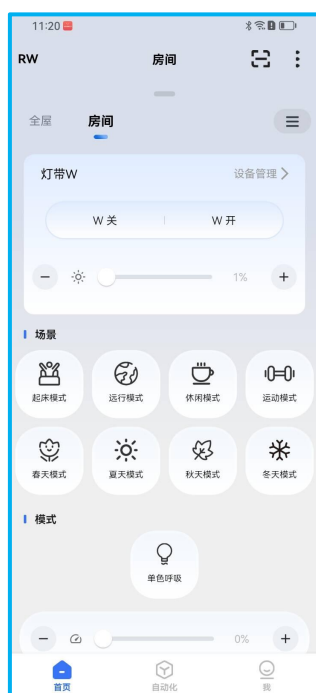 11:20
RW
房间
全屋
房间
灯带W
设备管理
W 关
W 开
1%
场景
起床模式
远行模式
休闲模式
运动模式
春天模式
夏天模式
秋天模式
冬天模式
模式
单色呼吸
0%
首页
自动化
我